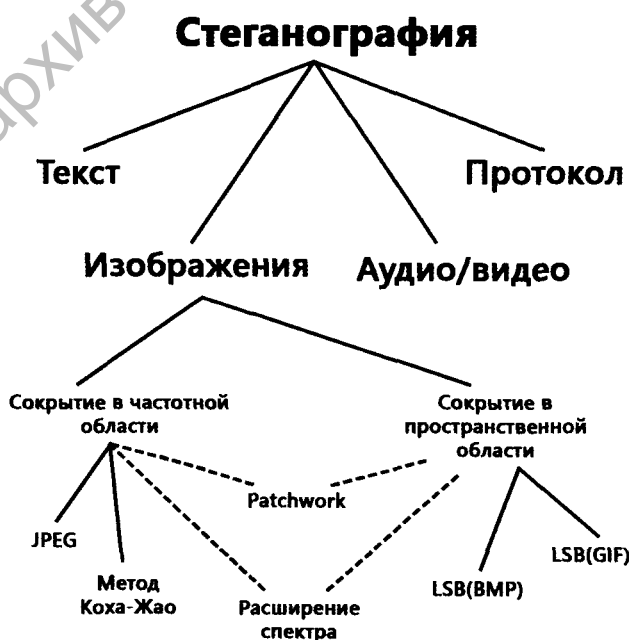 архив
Стеганография
Текст
Протокол
Изображения
Аудио/видео
Сокрытие в частотной
области
Сокрытие в
пространственной
области
Patchwork
JPEG
Метод
Коха-Жао
Расширение
спектра
LSB(BMP)
LSB(GIF)